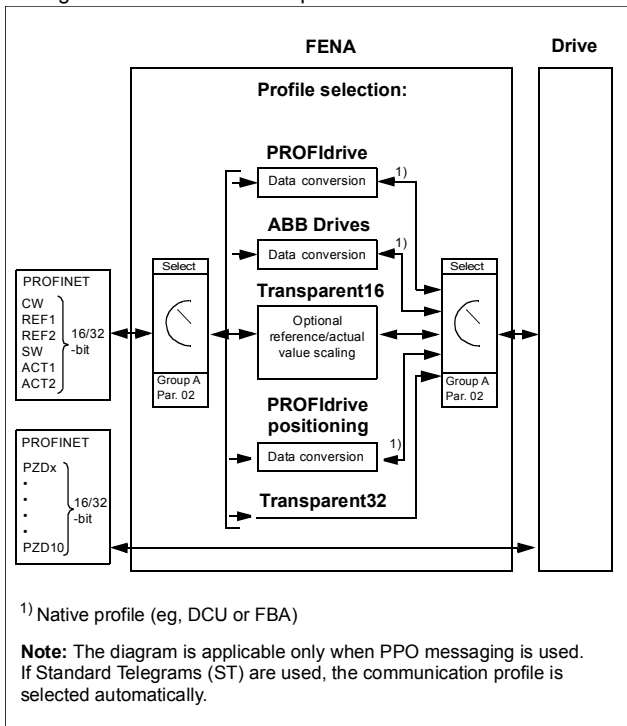 FENA
Drive
Profile selection:
PROFIdrive
Data conversion
1)
ABB Drives
Data conversion
1)
Select
Group A
Par. 02
Transparent16
Optional
reference/actual
value scaling
Select
Group A
Par. 02
PROFINET
CW
REF1
REF2
SW
ACT1
ACT2
16/32
-bit
PROFIdrive
positioning
Data conversion
1)
Transparent32
PROFINET
PZDx
•
•
•
•
PZD10
16/32
-bit
1) Native profile (eg, DCU or FBA)
Note: The diagram is applicable only when PPO messaging is used.
If Standard Telegrams (ST) are used, the communication profile is
selected automatically.